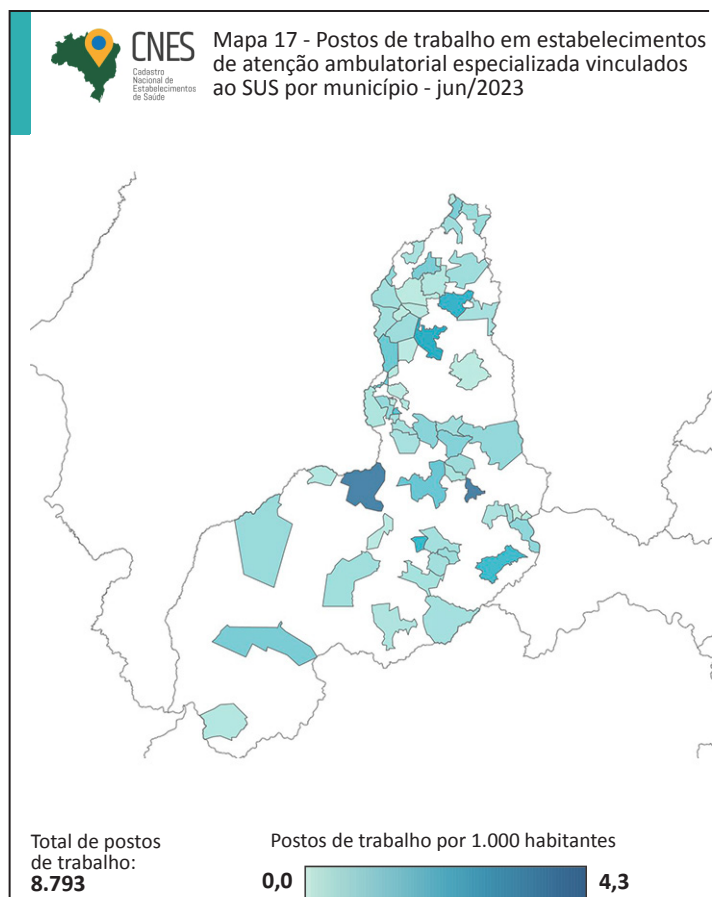 CNES
Cadastro
Nacional de
Estabelecimentos
de Saúde
Mapa 17 - Postos de trabalho em estabelecimentos
de atenção ambulatorial especializada vinculados
ao SUS por município - jun/2023
Total de postos
de trabalho:
8.793
Postos de trabalho por 1.000 habitantes
0,0
4,3